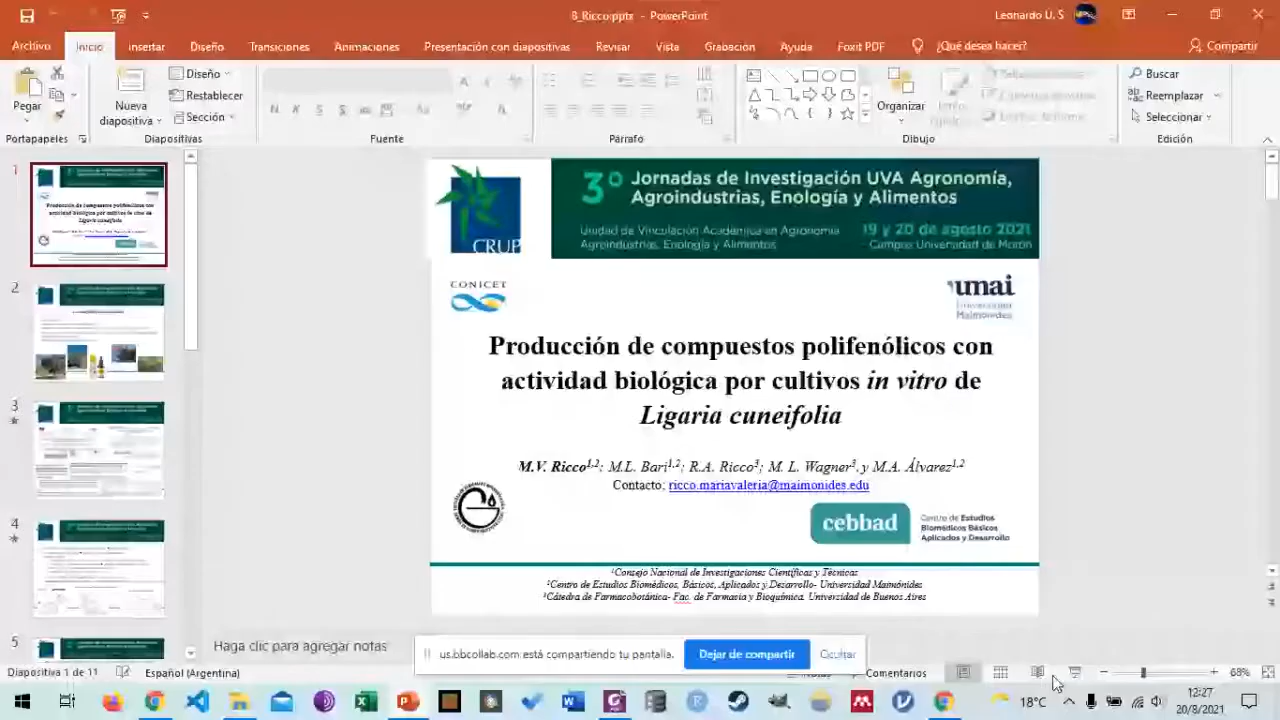 8_Ricco.pptx - PowerPoint
Leonardo U. S
Archivo Inicio Insertar Diseño Transiciones Animaciones Presentación con diapositivas Revisar Vista Grabación Ayuda Foxit PDF ¿Qué desea hacer? Compartir
Pegar
Nueva
diapositiva
Diseño
Restablecer
Sección
N K S
Organizar
Buscar
Reemplazar
Seleccionar
Portapapeles Diapositivas Fuente Párrafo Dibujo Edición
1
2
3
5
CRUP
3º Jornadas de Investigación UVA Agronomía,
Agroindustrias, Enología y Alimentos
Unidad de Vinculación Académica en Agronomía
Agroindustrias, Enología y Alimentos
19 y 20 de agosto 2021
Campus Universidad de Morón
CONICET
umai
Universidad
Maimónides
Producción de compuestos polifenólicos con
actividad biológica por cultivos in vitro de
Ligaria cuneifolia
M.V. Ricco1,2; M.L. Bari1,2; R.A. Ricco3; M. L. Wagner3 y M.A. Álvarez1,2
Contacto: ricco.mariavaleria@maimonides.edu
cebbad
Centro de Estudios
Biomédicos Básicos
Aplicados y Desarrollo
1Consejo Nacional de Investigaciones Científicas y Técnicas
2Centro de Estudios Biomédicos, Básicos, Aplicados y Desarrollo- Universidad Maimónides
3Cátedra de Farmacobotánica- Fac. de Farmacia y Bioquímica. Universidad de Buenos Aires
Haga clic para agregar notas
us.bbcollab.com está compartiendo tu pantalla.
Dejar de compartir
Ocultar
Diapositiva 1 de 11 Español (Argentina) Notas Comentarios 68%
18°C
12:27
20/8/2021